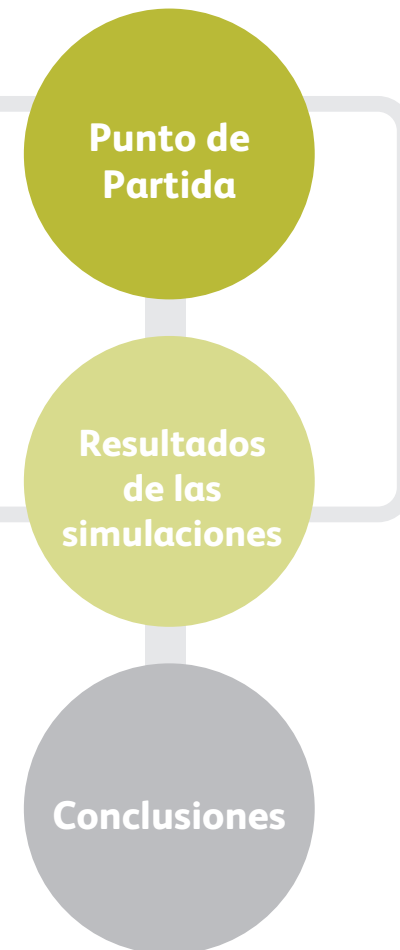 Punto de
Partida
Resultados
de las
simulaciones
Conclusiones